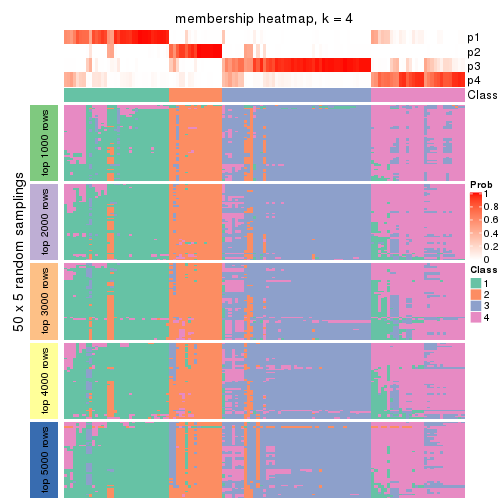 membership heatmap, k = 4
p1
p2
p3
p4
Class
50 x 5 random samplings
top 1000 rows
top 2000 rows
top 3000 rows
top 4000 rows
top 5000 rows
Prob
1
0.8
0.6
0.4
0.2
0
Class
1
2
3
4